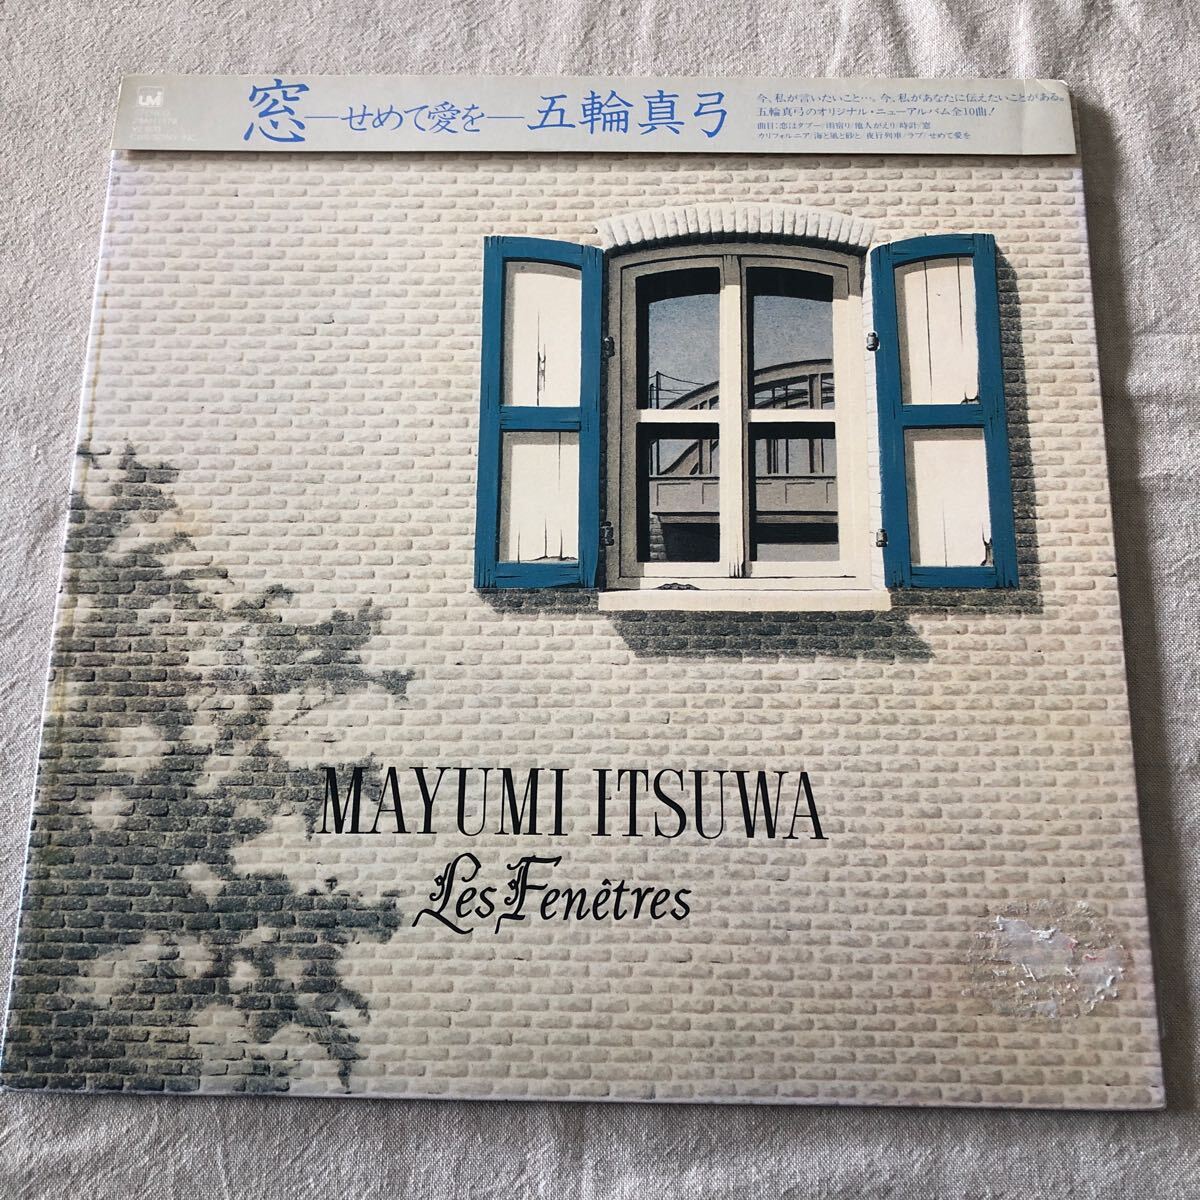 窓—せめて愛を—五輪真弓
今、私が言いたいこと…。今、私があなたに伝えたいことがある。
五輪真弓のオリジナル・ニューアルバム全10曲!
曲目:恋はタブー/雨宿り/他人がえり/時計/窓
カリフォルニア/海と風と砂と/夜行列車/ラブ/せめて愛を
MAYUMI ITSUWA
Les Fenêtres